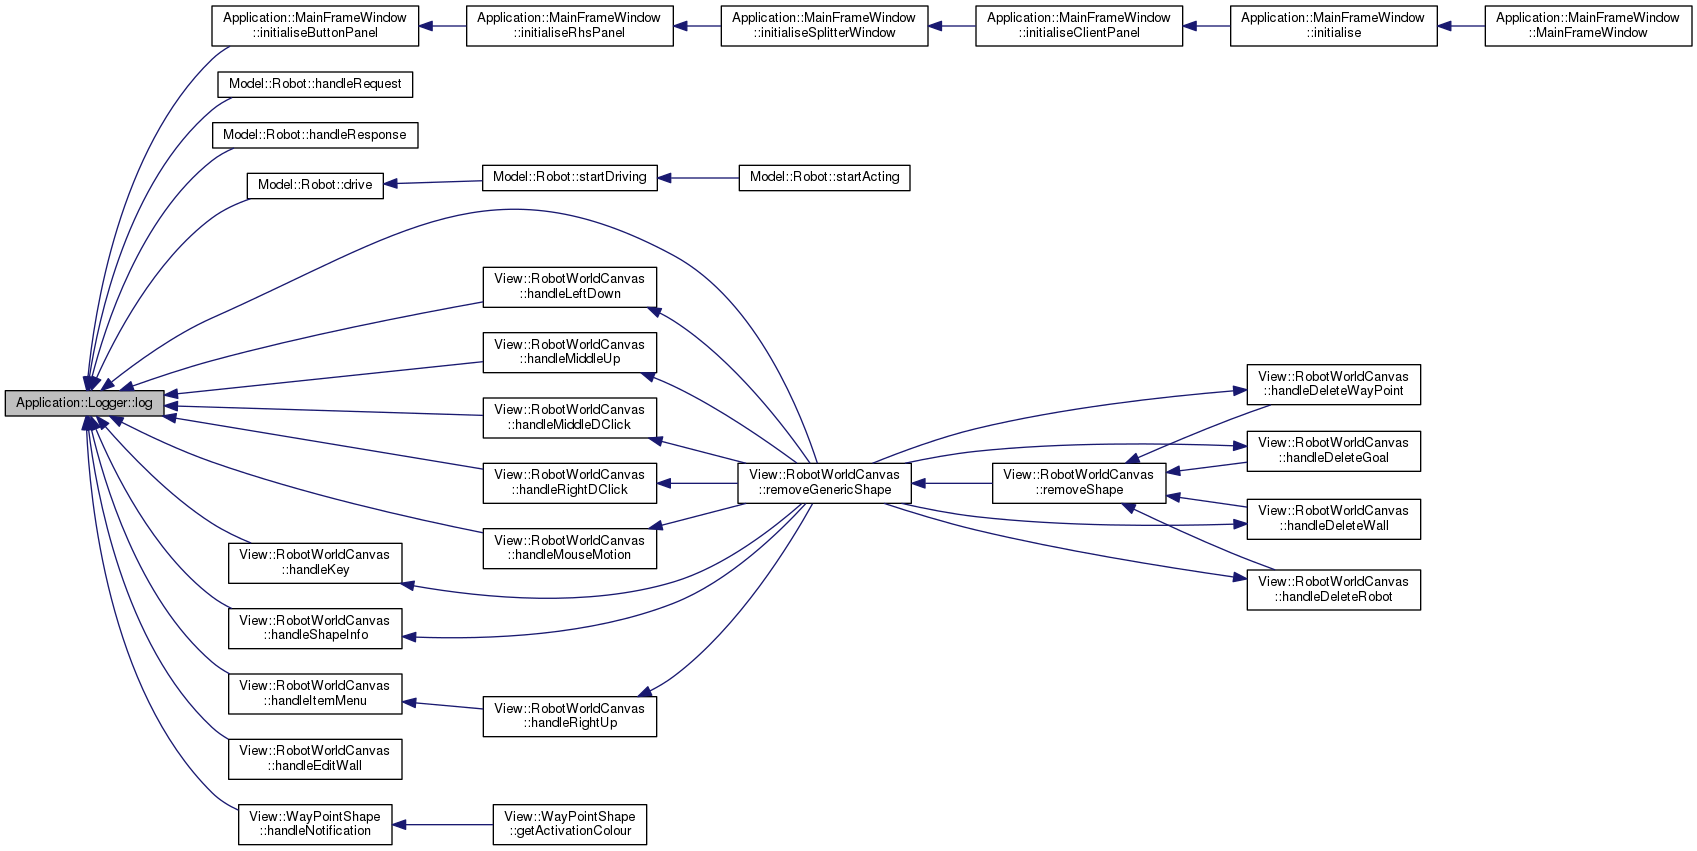 Application::MainFrameWindow
::initialiseButtonPanel
Application::MainFrameWindow
::initialiseRhsPanel
Application::MainFrameWindow
::initialiseSplitterWindow
Application::MainFrameWindow
::initialiseClientPanel
Application::MainFrameWindow
::initialise
Application::MainFrameWindow
::MainFrameWindow
Model::Robot::handleRequest
Model::Robot::handleResponse
Model::Robot::drive
Model::Robot::startDriving
Model::Robot::startActing
View::RobotWorldCanvas
::handleLeftDown
View::RobotWorldCanvas
::handleMiddleUp
Application::Logger::log
View::RobotWorldCanvas
::handleMiddleDClick
View::RobotWorldCanvas
::handleRightDClick
View::RobotWorldCanvas
::handleMouseMotion
View::RobotWorldCanvas
::removeGenericShape
View::RobotWorldCanvas
::removeShape
View::RobotWorldCanvas
::handleDeleteWayPoint
View::RobotWorldCanvas
::handleDeleteGoal
View::RobotWorldCanvas
::handleDeleteWall
View::RobotWorldCanvas
::handleDeleteRobot
View::RobotWorldCanvas
::handleKey
View::RobotWorldCanvas
::handleShapeInfo
View::RobotWorldCanvas
::handleItemMenu
View::RobotWorldCanvas
::handleRightUp
View::RobotWorldCanvas
::handleEditWall
View::WayPointShape
::handleNotification
View::WayPointShape
::getActivationColour